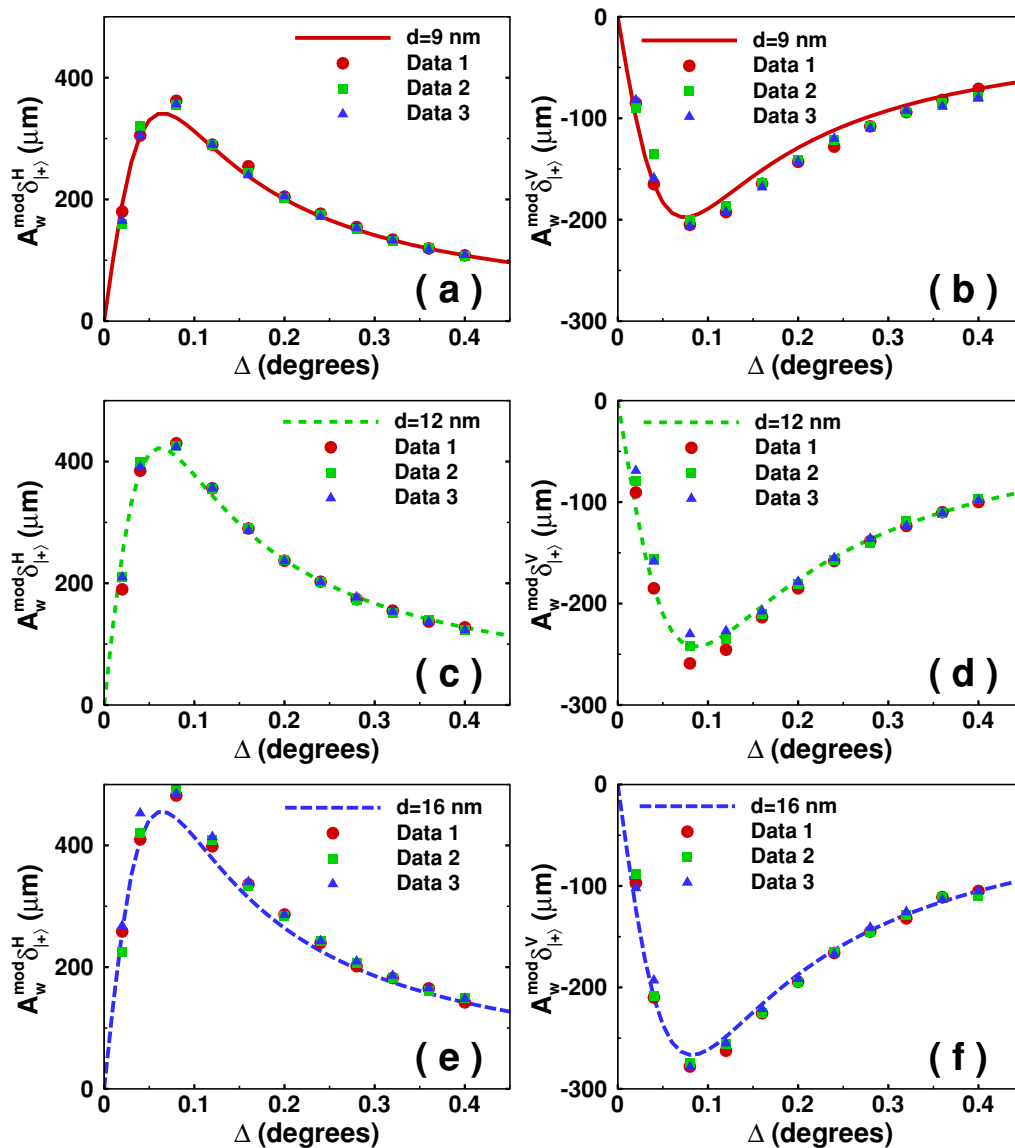 400
200
0
A_w^mod δ_|+⟩^H (μm)
d=9 nm
Data 1
Data 2
Data 3
( a )
0 0.1 0.2 0.3 0.4
Δ (degrees)
0
-100
-200
-300
A_w^mod δ_|+⟩^V (μm)
d=9 nm
Data 1
Data 2
Data 3
( b )
0 0.1 0.2 0.3 0.4
Δ (degrees)
400
200
0
A_w^mod δ_|+⟩^H (μm)
d=12 nm
Data 1
Data 2
Data 3
( c )
0 0.1 0.2 0.3 0.4
Δ (degrees)
0
-100
-200
-300
A_w^mod δ_|+⟩^V (μm)
d=12 nm
Data 1
Data 2
Data 3
( d )
0 0.1 0.2 0.3 0.4
Δ (degrees)
400
200
0
A_w^mod δ_|+⟩^H (μm)
d=16 nm
Data 1
Data 2
Data 3
( e )
0 0.1 0.2 0.3 0.4
Δ (degrees)
0
-100
-200
-300
A_w^mod δ_|+⟩^V (μm)
d=16 nm
Data 1
Data 2
Data 3
( f )
0 0.1 0.2 0.3 0.4
Δ (degrees)